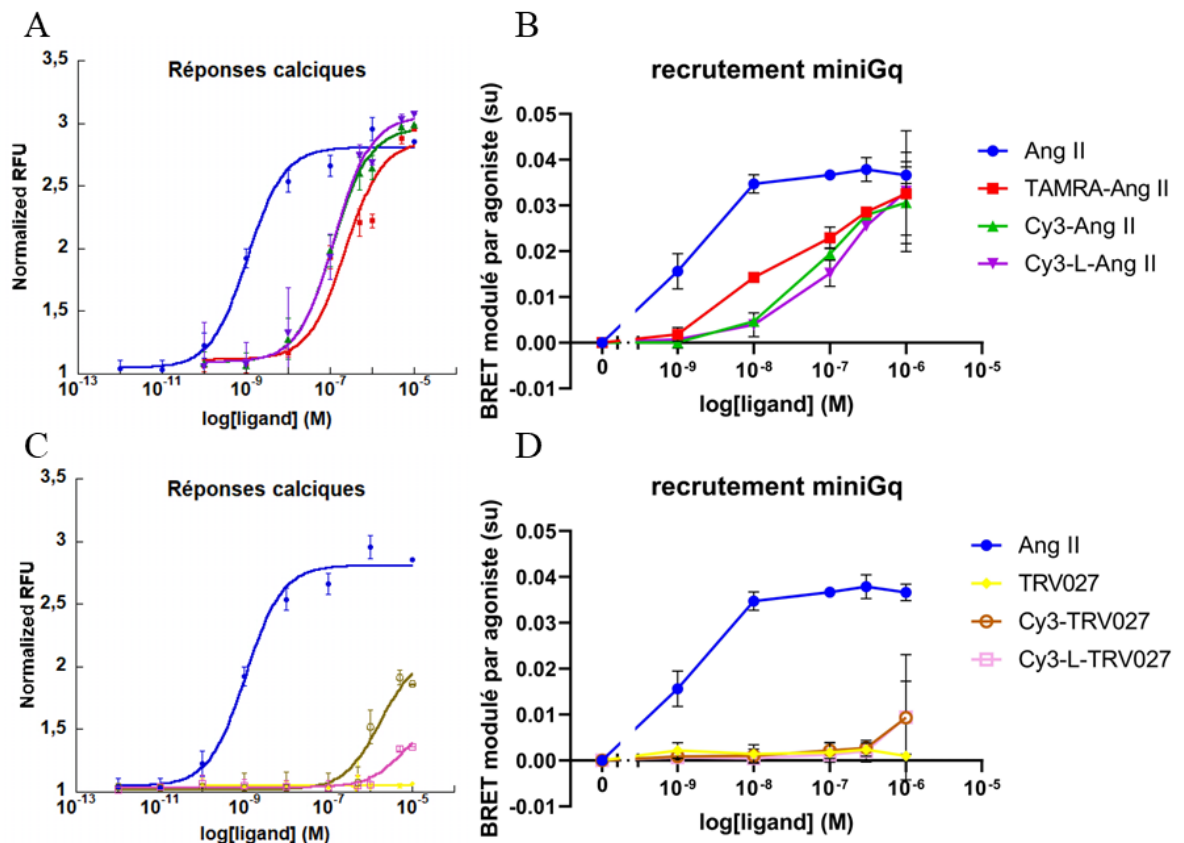 A
Réponses calciques
Normalized RFU
3,5
3
2,5
2
1,5
1
10-13
10-11
10-9
10-7
10-5
log[ligand] (M)
B
recrutement miniGq
BRET modulé par agoniste (su)
0.05
0.04
0.03
0.02
0.01
0.00
-0.01
0
10-9
10-8
10-7
10-6
10-5
log[ligand] (M)
Ang II
TAMRA-Ang II
Cy3-Ang II
Cy3-L-Ang II
C
Réponses calciques
Normalized RFU
3,5
3
2,5
2
1,5
1
10-13
10-11
10-9
10-7
10-5
log[ligand] (M)
D
recrutement miniGq
BRET modulé par agoniste (su)
0.05
0.04
0.03
0.02
0.01
0.00
-0.01
0
10-9
10-8
10-7
10-6
10-5
log[ligand] (M)
Ang II
TRV027
Cy3-TRV027
Cy3-L-TRV027